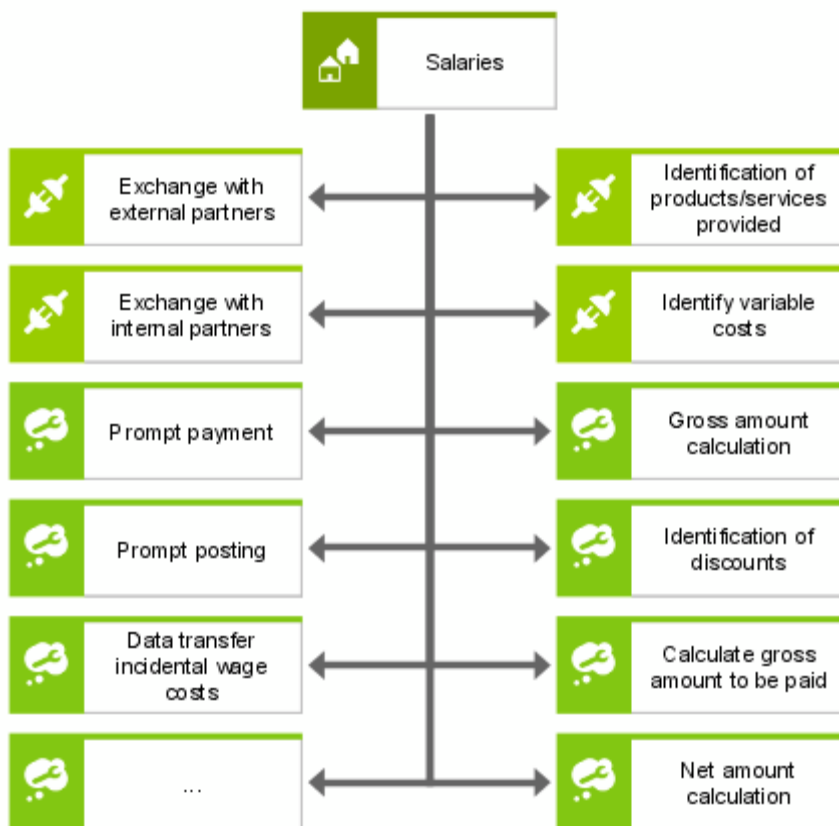 Salaries
Exchange with
external partners
Identification of
products/services
provided
Exchange with
internal partners
Identify variable
costs
Prompt payment
Gross amount
calculation
Prompt posting
Identification of
discounts
Data transfer
incidental wage
costs
Calculate gross
amount to be paid
...
Net amount
calculation